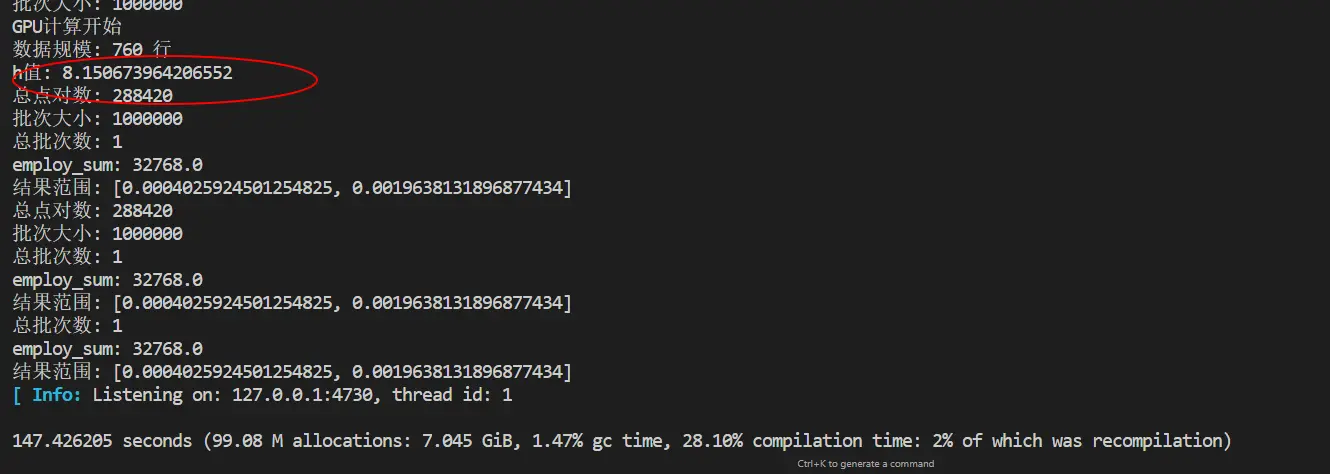 批次大小: 1000000
GPU计算开始
数据规模: 760 行
h值: 8.150673964206552
总点对数: 288420
批次大小: 1000000
总批次数: 1
employ_sum: 32768.0
结果范围: [0.0004025924501254825, 0.0019638131896877434]
总点对数: 288420
批次大小: 1000000
总批次数: 1
employ_sum: 32768.0
结果范围: [0.0004025924501254825, 0.0019638131896877434]
总批次数: 1
employ_sum: 32768.0
结果范围: [0.0004025924501254825, 0.0019638131896877434]
[ Info: Listening on: 127.0.0.1:4730, thread id: 1
147.426205 seconds (99.08 M allocations: 7.045 GiB, 1.47% gc time, 28.10% compilation time: 2% of which was recompilation)
Ctrl+K to generate a command